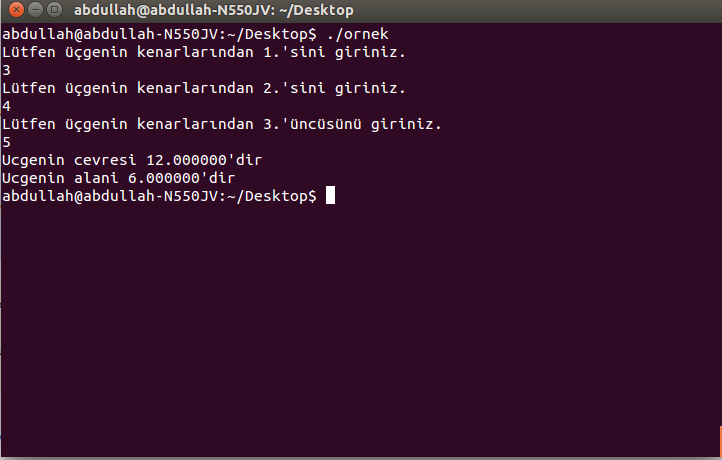 abdullah@abdullah-N550JV: ~/Desktop
abdullah@abdullah-N550JV:~/Desktop$ ./ornek
Lütfen üçgenin kenarlarından 1.'sini giriniz.
3
Lütfen üçgenin kenarlarından 2.'sini giriniz.
4
Lütfen üçgenin kenarlarından 3.'üncüsünü giriniz.
5
Ucgenin cevresi 12.000000'dir
Ucgenin alani 6.000000'dir
abdullah@abdullah-N550JV:~/Desktop$